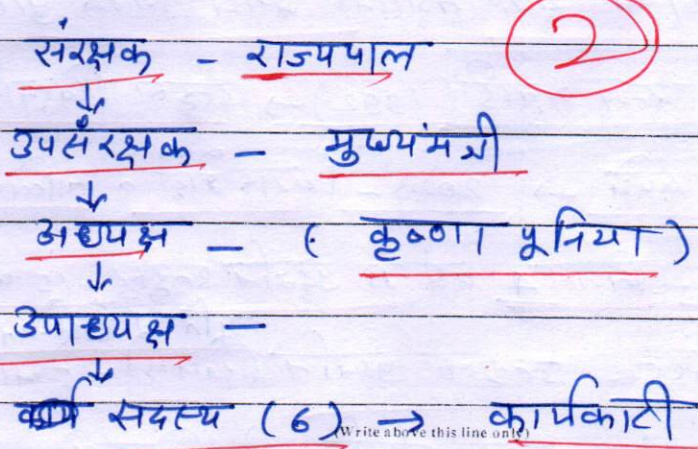 संरक्षक - राज्यपाल
2
↓
उपसंरक्षक - मुख्यमंत्री
↓
अध्यक्ष - ( कृष्णा पूनिया )
↓
उपाध्यक्ष -
↓
सदस्य (6) → कार्यकारी
(Write above this line only)